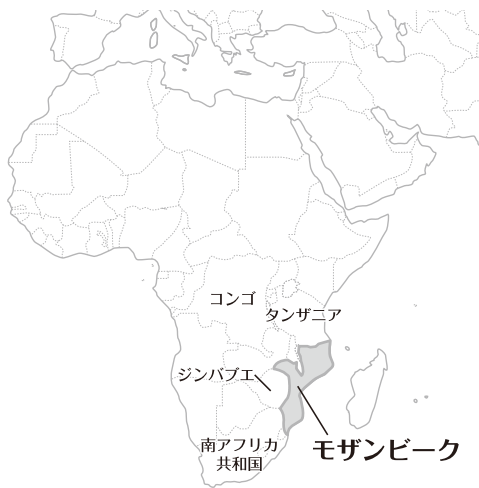 コンゴ
タンザニア
ジンバブエ
南アフリカ
共和国
モザンビーク